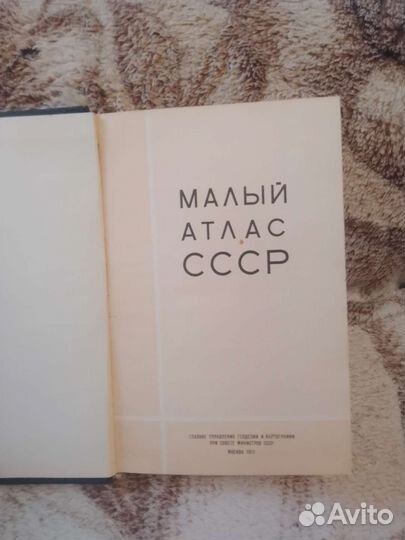 МАЛЫЙ
АТЛАС
СССР
ГЛАВНОЕ УПРАВЛЕНИЕ ГЕОДЕЗИИ И КАРТОГРАФИИ
ПРИ СОВЕТЕ МИНИСТРОВ СССР
МОСКВА
Avito